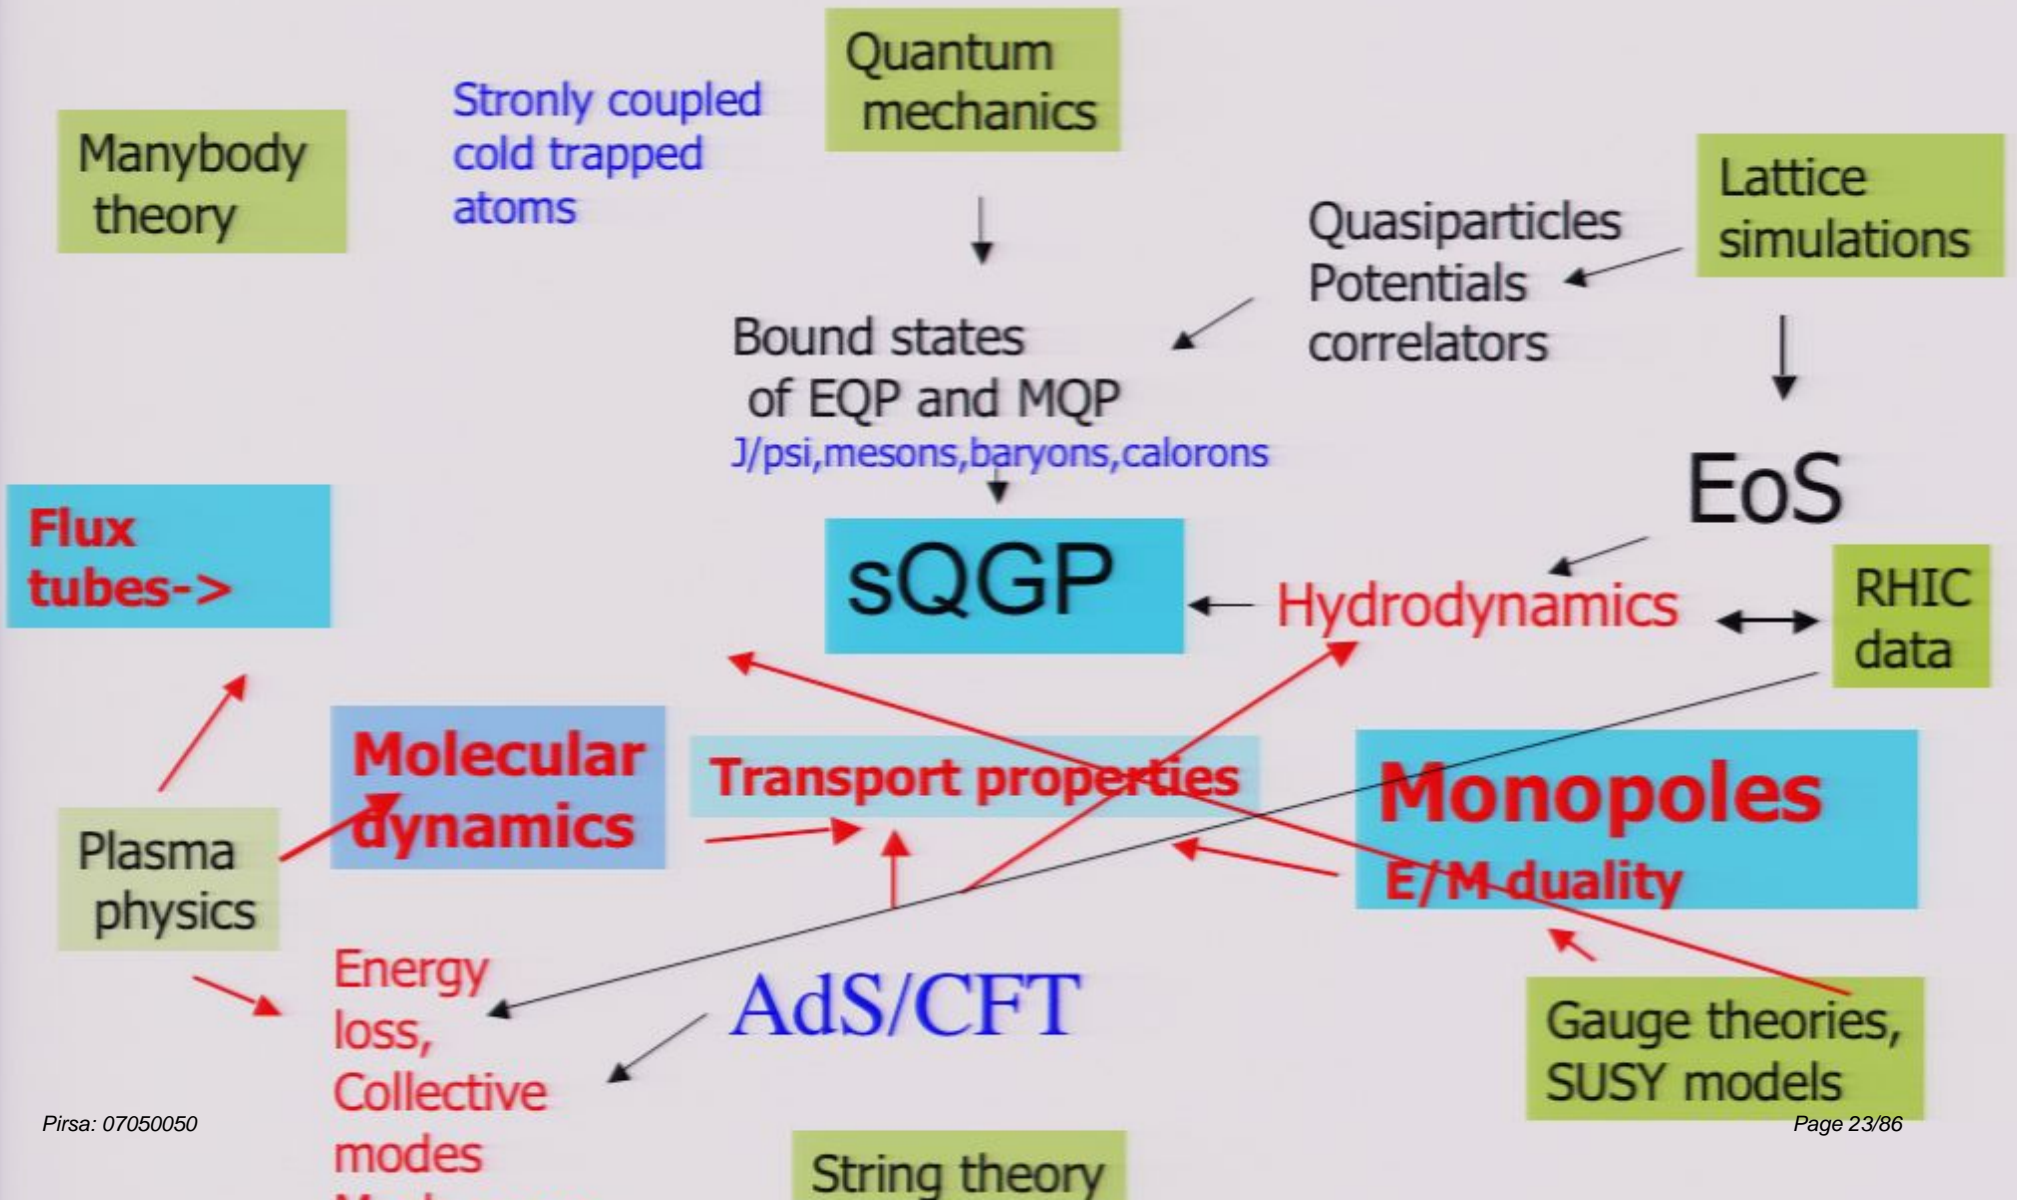 Quantum
mechanics
Stronly coupled
cold trapped
atoms
Manybody
theory
Lattice
simulations
Quasiparticles
Potentials
correlators
Bound states
of EQP and MQP
J/psi,mesons,baryons,calorons
EoS
Flux
tubes->
sQGP
Hydrodynamics
RHIC
data
Molecular
dynamics
Transport properties
Monopoles
E/M duality
Plasma
physics
Energy
loss,
Collective
modes
AdS/CFT
Gauge theories,
SUSY models
String theory
Pirsa: 07050050
Page 23/86